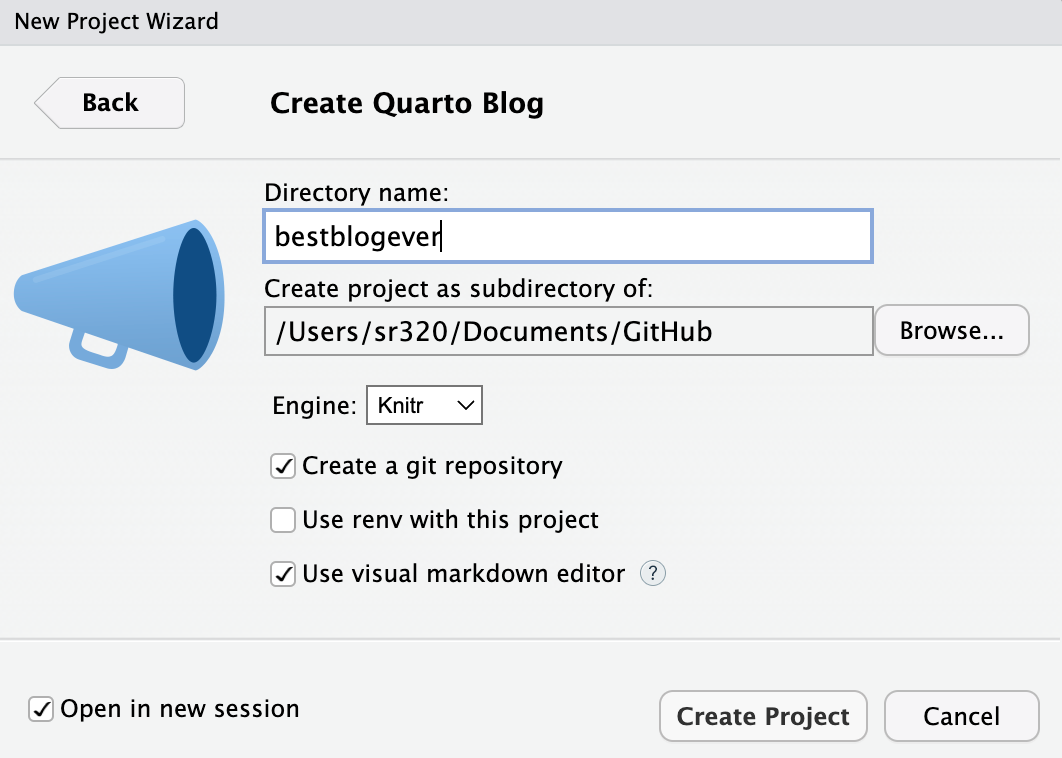 New Project Wizard
Back
Create Quarto Blog
Directory name:
bestblogever
Create project as subdirectory of:
/Users/sr320/Documents/GitHub
Browse...
Engine: Knitr
Create a git repository
Use renv with this project
Use visual markdown editor ?
Open in new session
Create Project
Cancel